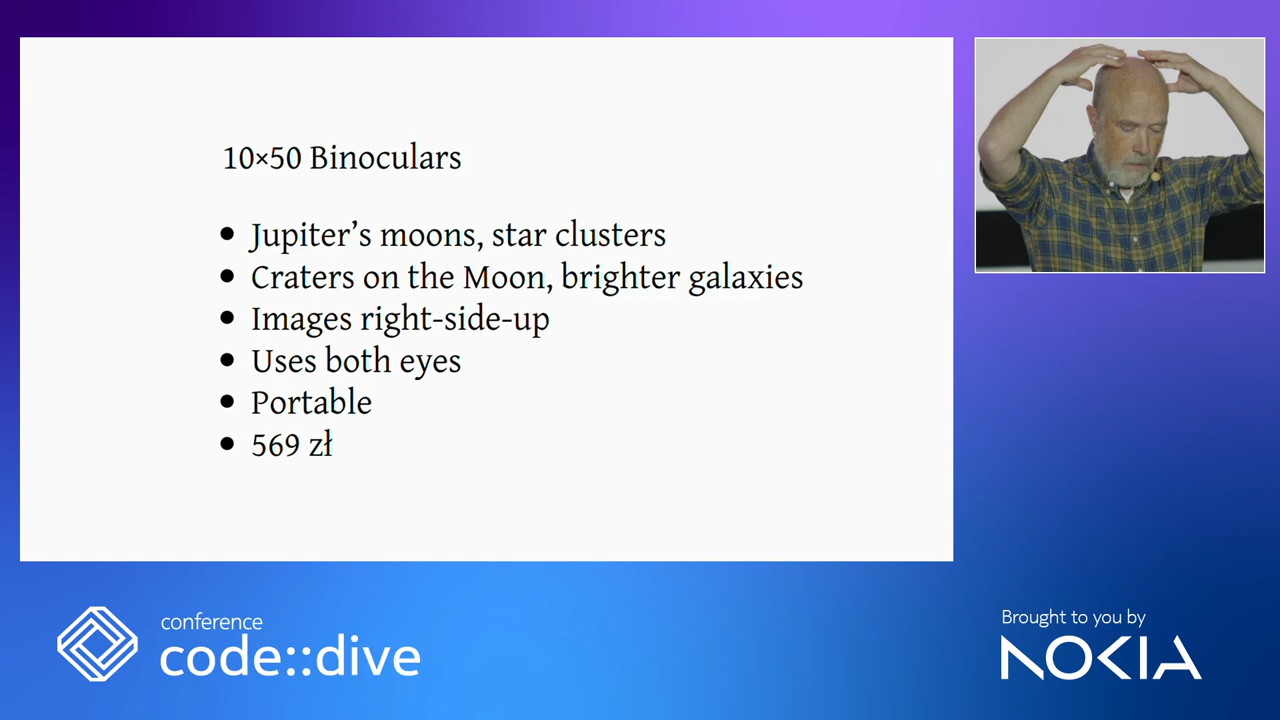 10×50 Binoculars
Jupiter’s moons, star clusters
Craters on the Moon, brighter galaxies
Images right-side-up
Uses both eyes
Portable
569 zł
conference
code::dive
Brought to you by
NOKIA